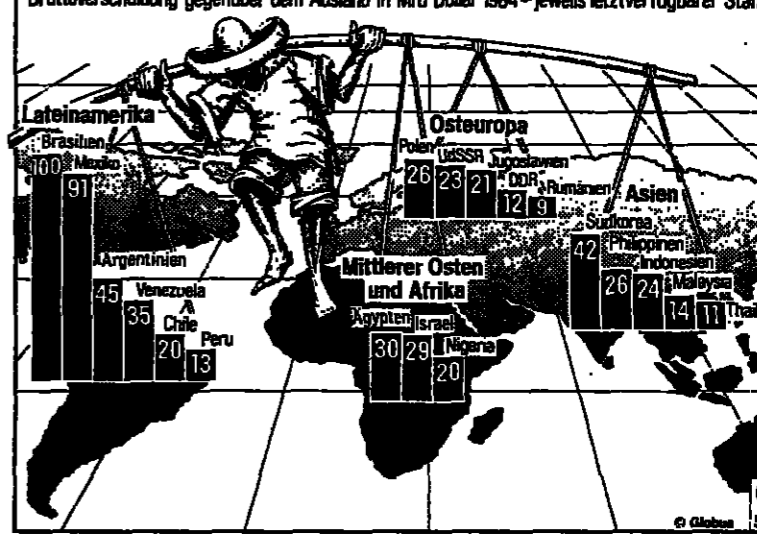 Bruttoverschuldung gegenüber dem Ausland in Mrd Dollar 1984 - jeweils letztverfügbarer Stan
Lateinamerika
Brasilien
100
Mexiko
91
Argentinien
45
Venezuela
35
Chile
20
Peru
13
Osteuropa
Polen
26
UdSSR
23
Jugoslawien
21
DDR
12
Rumänien
9
Mittlerer Osten
und Afrika
Ägypten
30
Israel
29
Nigeria
20
Asien
Südkorea
42
Philippinen
26
Indonesien
24
Malaysia
14
Thail
11
© Globus